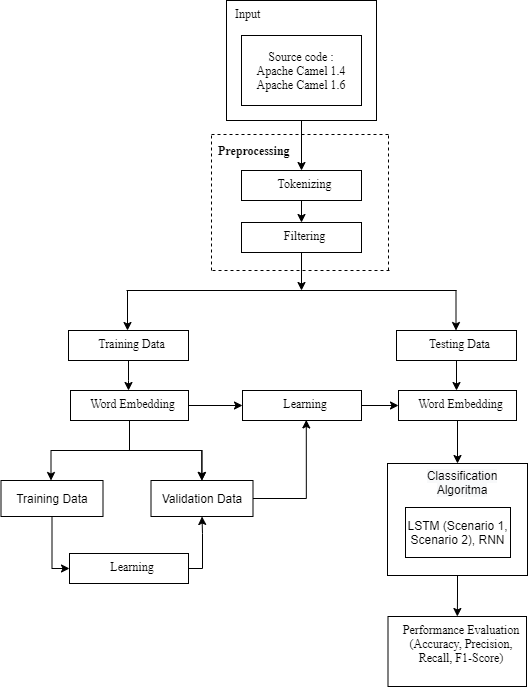 Input
Source code :
Apache Camel 1.4
Apache Camel 1.6
Preprocessing
Tokenizing
Filtering
Training Data
Testing Data
Word Embedding
Learning
Word Embedding
Training Data
Validation Data
Learning
Classification
Algoritma
LSTM (Scenario 1,
Scenario 2), RNN
Performance Evaluation
(Accuracy, Precision,
Recall, F1-Score)